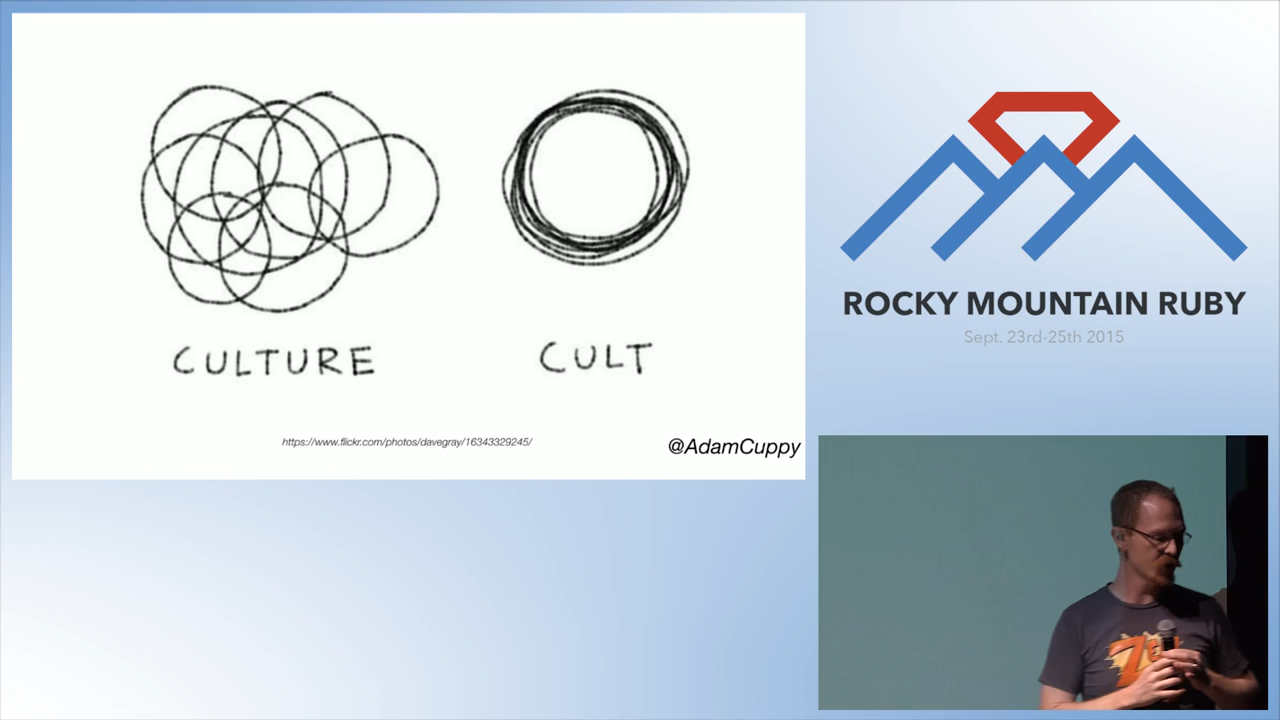 CULTURE
CULT
https://www.flickr.com/photos/davegray/16343329245/
@AdamCuppy
ROCKY MOUNTAIN RUBY
Sept. 23rd-25th 2015